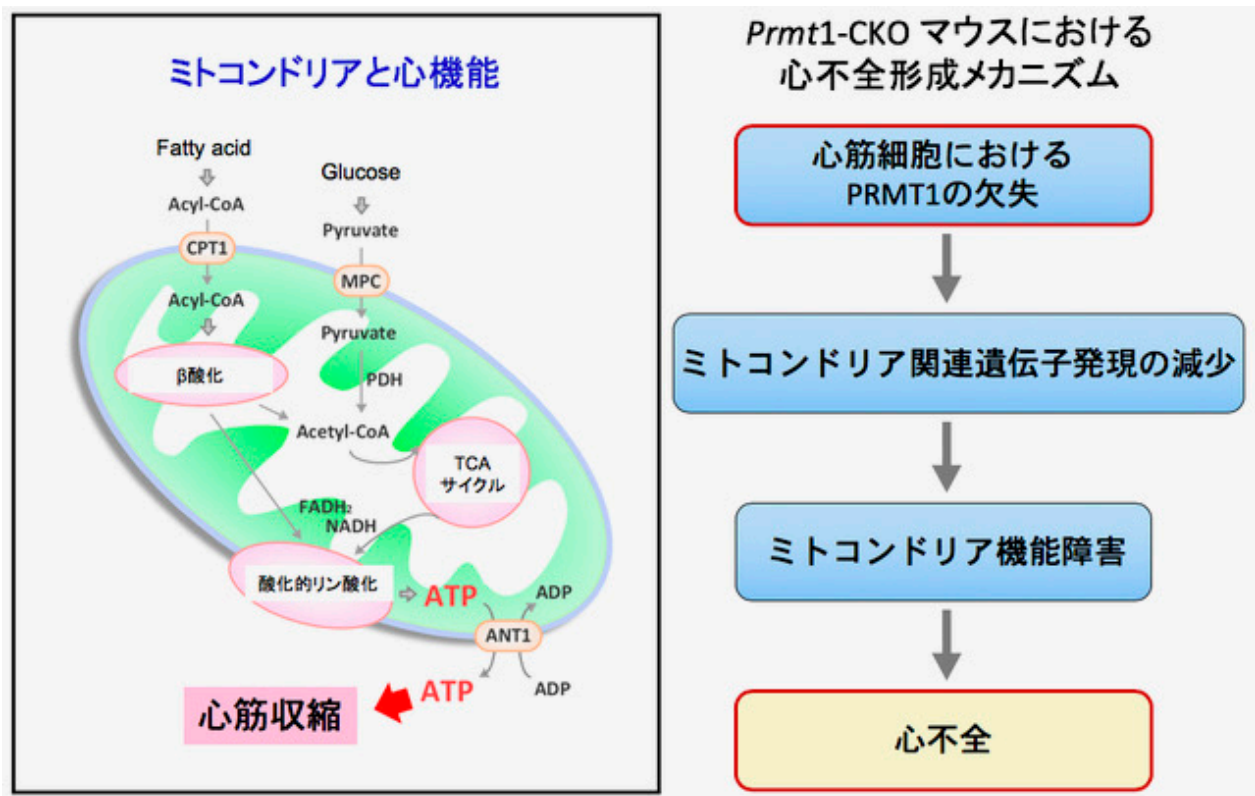 ミトコンドリアと心機能
Fatty acid
Acyl-CoA
CPT1
Acyl-CoA
β酸化
Glucose
Pyruvate
MPC
Pyruvate
PDH
Acetyl-CoA
TCA
サイクル
FADH₂
NADH
酸化的リン酸化
ATP
ADP
ANT1
ATP
ADP
心筋収縮
Prmt1-CKO マウスにおける
心不全形成メカニズム
心筋細胞における
PRMT1の欠失
ミトコンドリア関連遺伝子発現の減少
ミトコンドリア機能障害
心不全